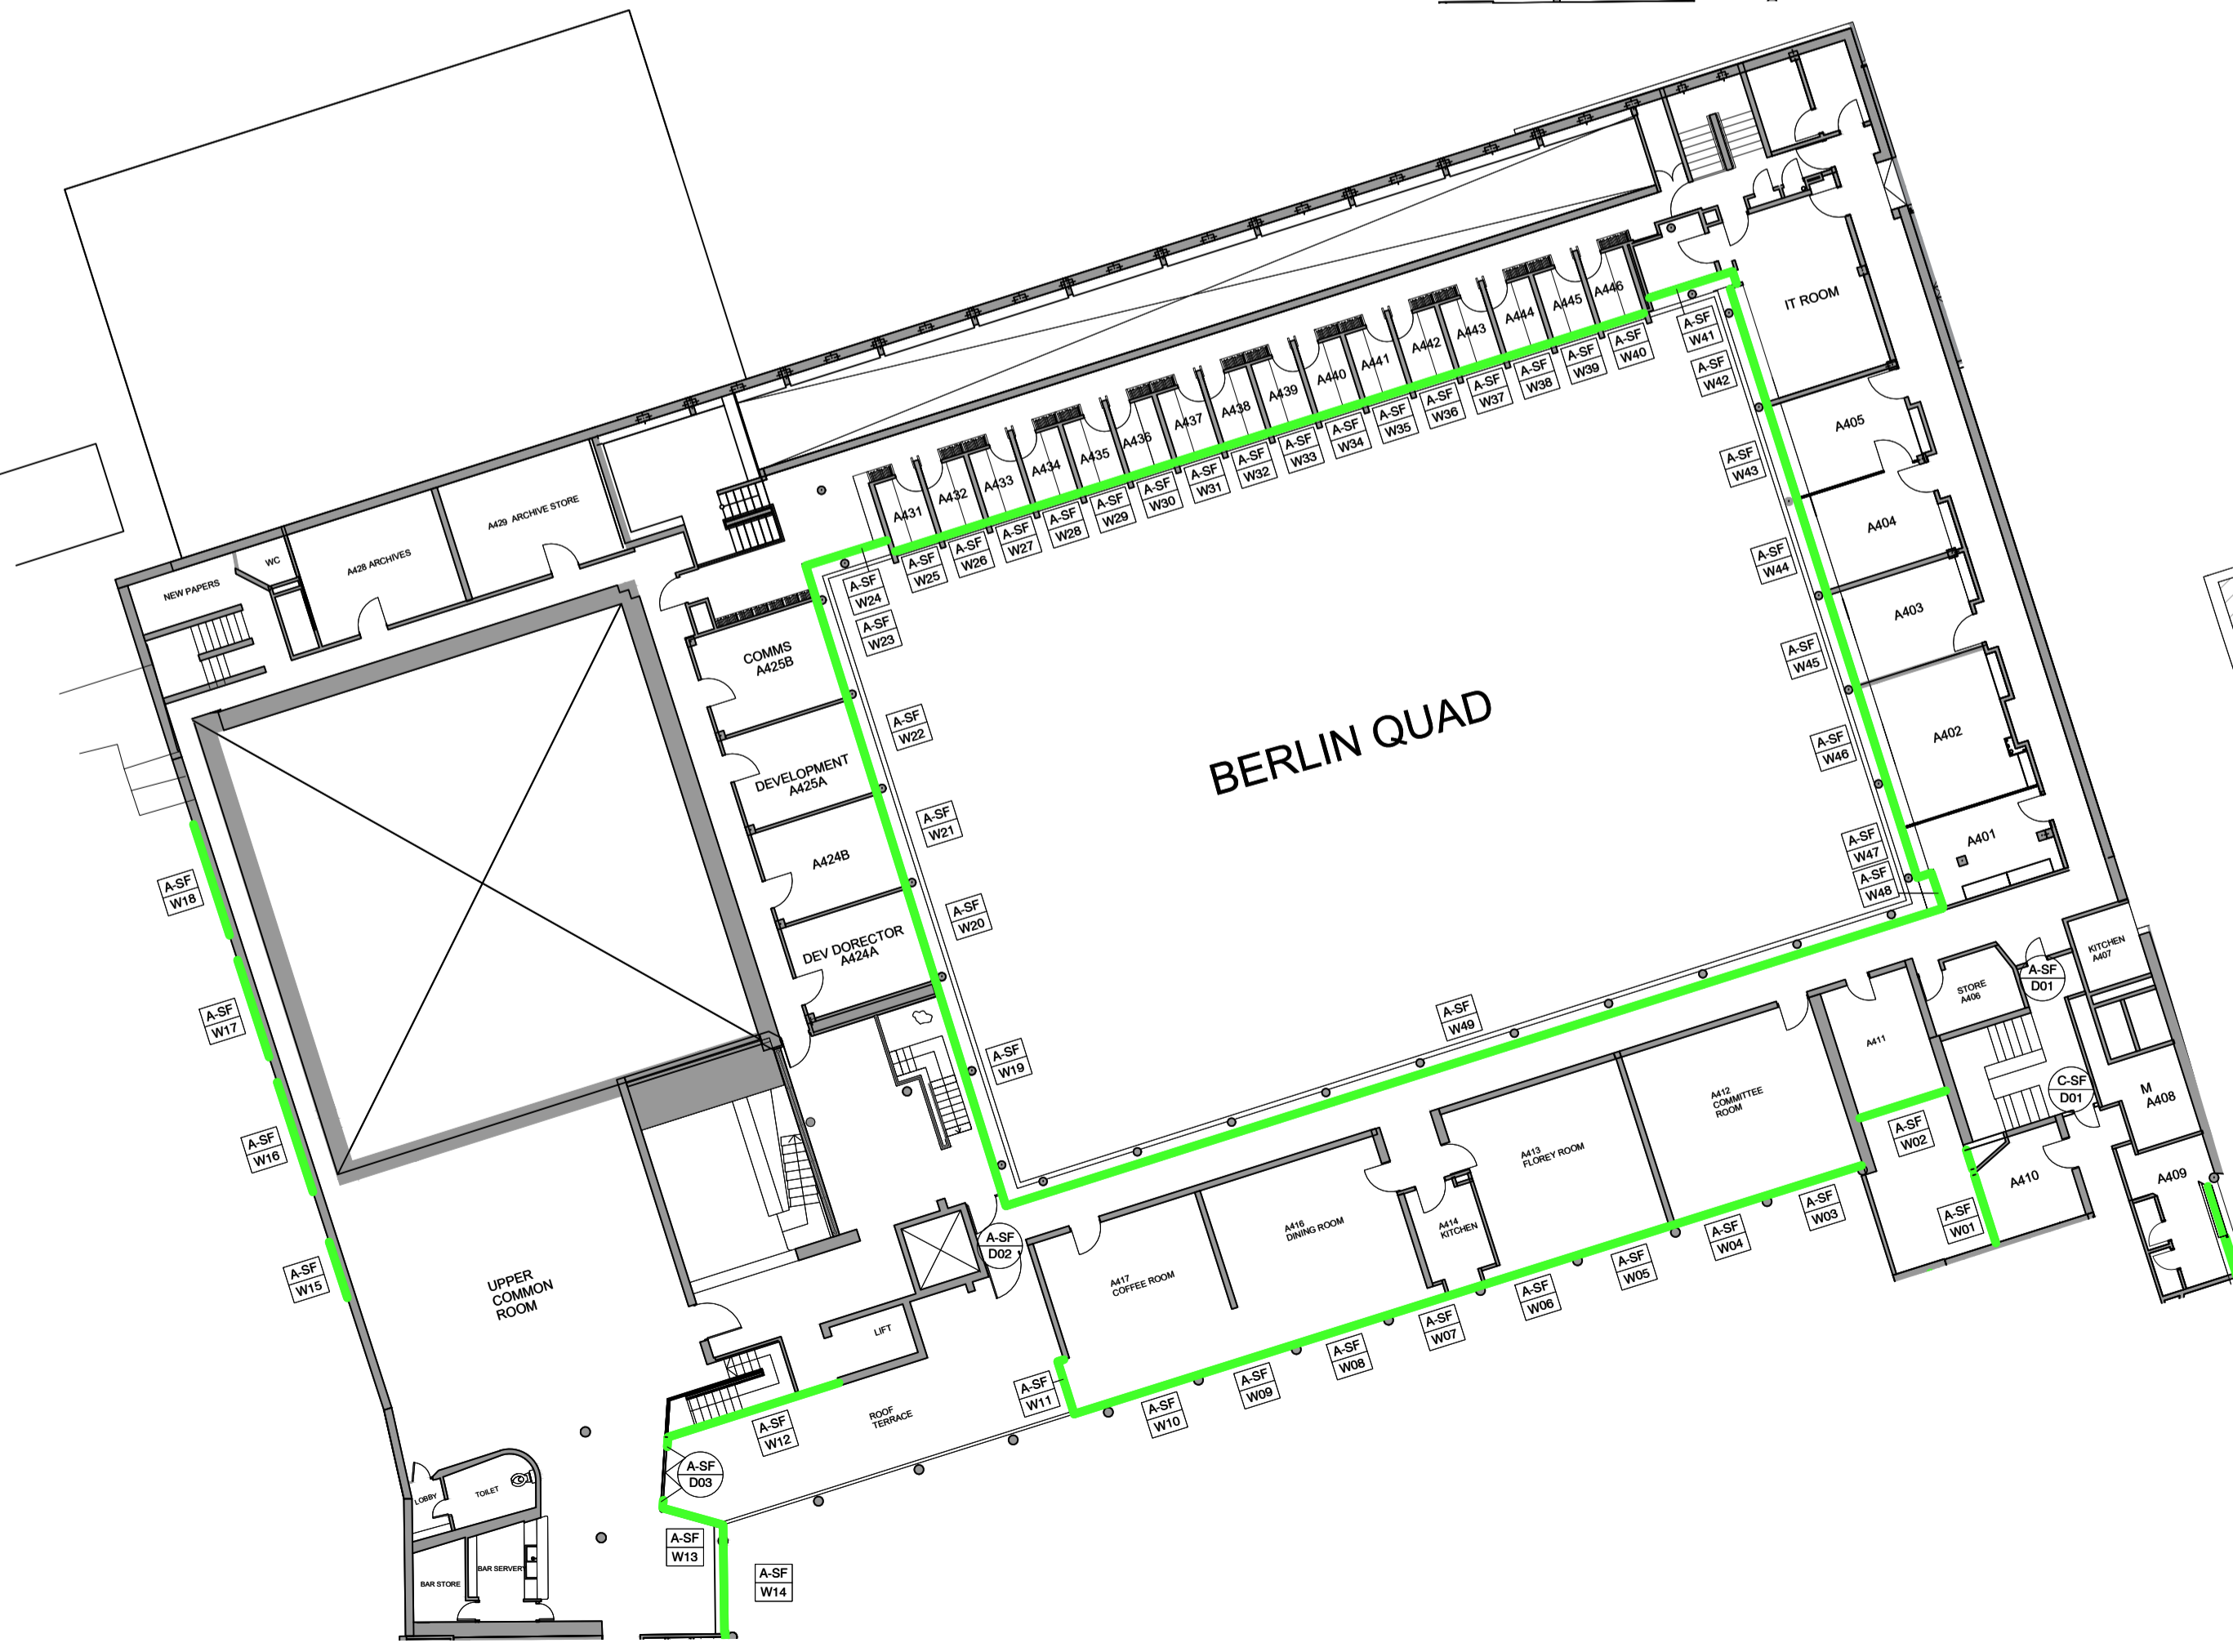 BERLIN QUAD
IT ROOM
A405
A404
A403
A402
A401
KITCHEN
A407
STORE
A406
A-SF
D01
C-SF
D01
M
A408
A409
A410
A411
A412
COMMITTEE
ROOM
A413
FLOREY ROOM
A414
KITCHEN
A416
DINING ROOM
A417
COFFEE ROOM
A431
A432
A433
A434
A435
A436
A437
A438
A439
A440
A441
A442
A443
A444
A445
A446
NEW PAPERS
WC
A428 ARCHIVES
A429 ARCHIVE STORE
COMMS
A425B
DEVELOPMENT
A425A
A424B
DEV DORECTOR
A424A
UPPER
COMMON
ROOM
LIFT
ROOF
TERRACE
LOBBY
TOILET
BAR STORE
BAR SERVERY
A-SF
D02
A-SF
D03
A-SF
W01
A-SF
W02
A-SF
W03
A-SF
W04
A-SF
W05
A-SF
W06
A-SF
W07
A-SF
W08
A-SF
W09
A-SF
W10
A-SF
W11
A-SF
W12
A-SF
W13
A-SF
W14
A-SF
W15
A-SF
W16
A-SF
W17
A-SF
W18
A-SF
W19
A-SF
W20
A-SF
W21
A-SF
W22
A-SF
W23
A-SF
W24
A-SF
W25
A-SF
W26
A-SF
W27
A-SF
W28
A-SF
W29
A-SF
W30
A-SF
W31
A-SF
W32
A-SF
W33
A-SF
W34
A-SF
W35
A-SF
W36
A-SF
W37
A-SF
W38
A-SF
W39
A-SF
W40
A-SF
W41
A-SF
W42
A-SF
W43
A-SF
W44
A-SF
W45
A-SF
W46
A-SF
W47
A-SF
W48
A-SF
W49